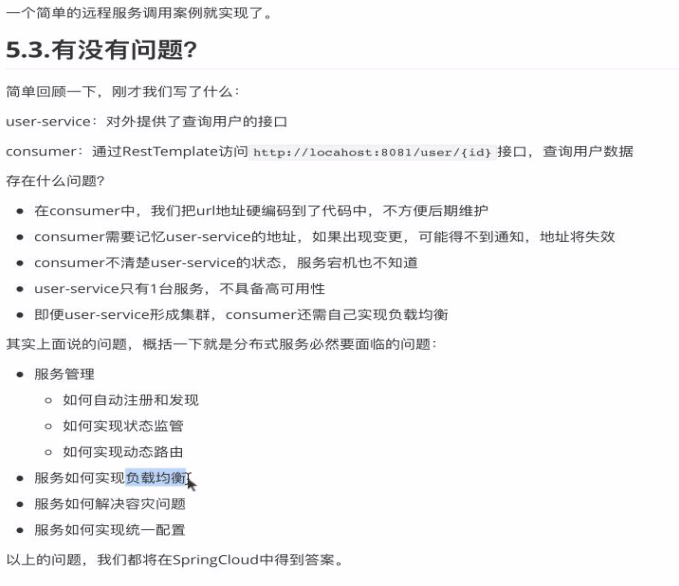 一个简单的远程服务调用案例就实现了。
5.3.有没有问题?
简单回顾一下，刚才我们写了什么：
user-service：对外提供了查询用户的接口
consumer：通过RestTemplate访问 http://locahost:8081/user/{id} 接口，查询用户数据
存在什么问题?
在consumer中，我们把url地址硬编码到了代码中，不方便后期维护
consumer需要记忆user-service的地址，如果出现变更，可能得不到通知，地址将失效
consumer不清楚user-service的状态，服务宕机也不知道
user-service只有1台服务，不具备高可用性
即便user-service形成集群，consumer还需自己实现负载均衡
其实上面说的问题，概括一下就是分布式服务必然要面临的问题：
服务管理
如何自动注册和发现
如何实现状态监管
如何实现动态路由
服务如何实现负载均衡
服务如何解决容灾问题
服务如何实现统一配置
以上的问题，我们都将在SpringCloud中得到答案。